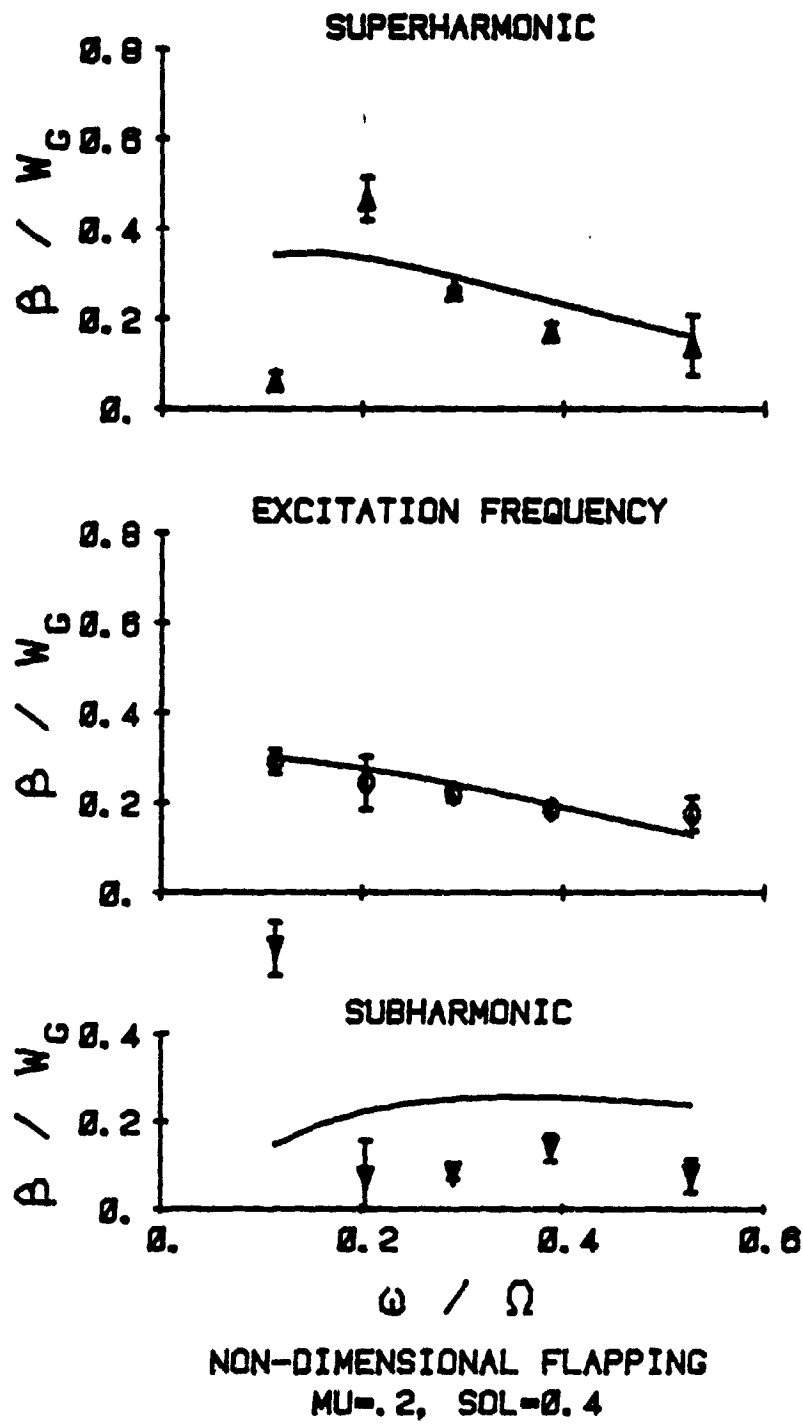 SUPERHARMONIC
0.8
0.6
0.4
0.2
0.
β / W_G
EXCITATION FREQUENCY
0.8
0.6
0.4
0.2
0.
β / W_G
SUBHARMONIC
0.4
0.2
0.
β / W_G
0. 0.2 0.4 0.6
ω / Ω
NON-DIMENSIONAL FLAPPING
MU=.2, SOL=0.4